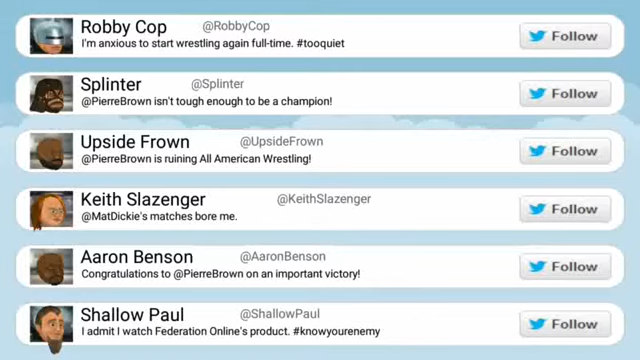 Robby Cop @RobbyCop
I'm anxious to start wrestling again full-time. #tooquiet
Follow
Splinter @Splinter
@PierreBrown isn't tough enough to be a champion!
Follow
Upside Frown @UpsideFrown
@PierreBrown is ruining All American Wrestling!
Follow
Keith Slazenger @KeithSlazenger
@MatDickie's matches bore me.
Follow
Aaron Benson @AaronBenson
Congratulations to @PierreBrown on an important victory!
Follow
Shallow Paul @ShallowPaul
I admit I watch Federation Online's product. #knowyourenemy
Follow